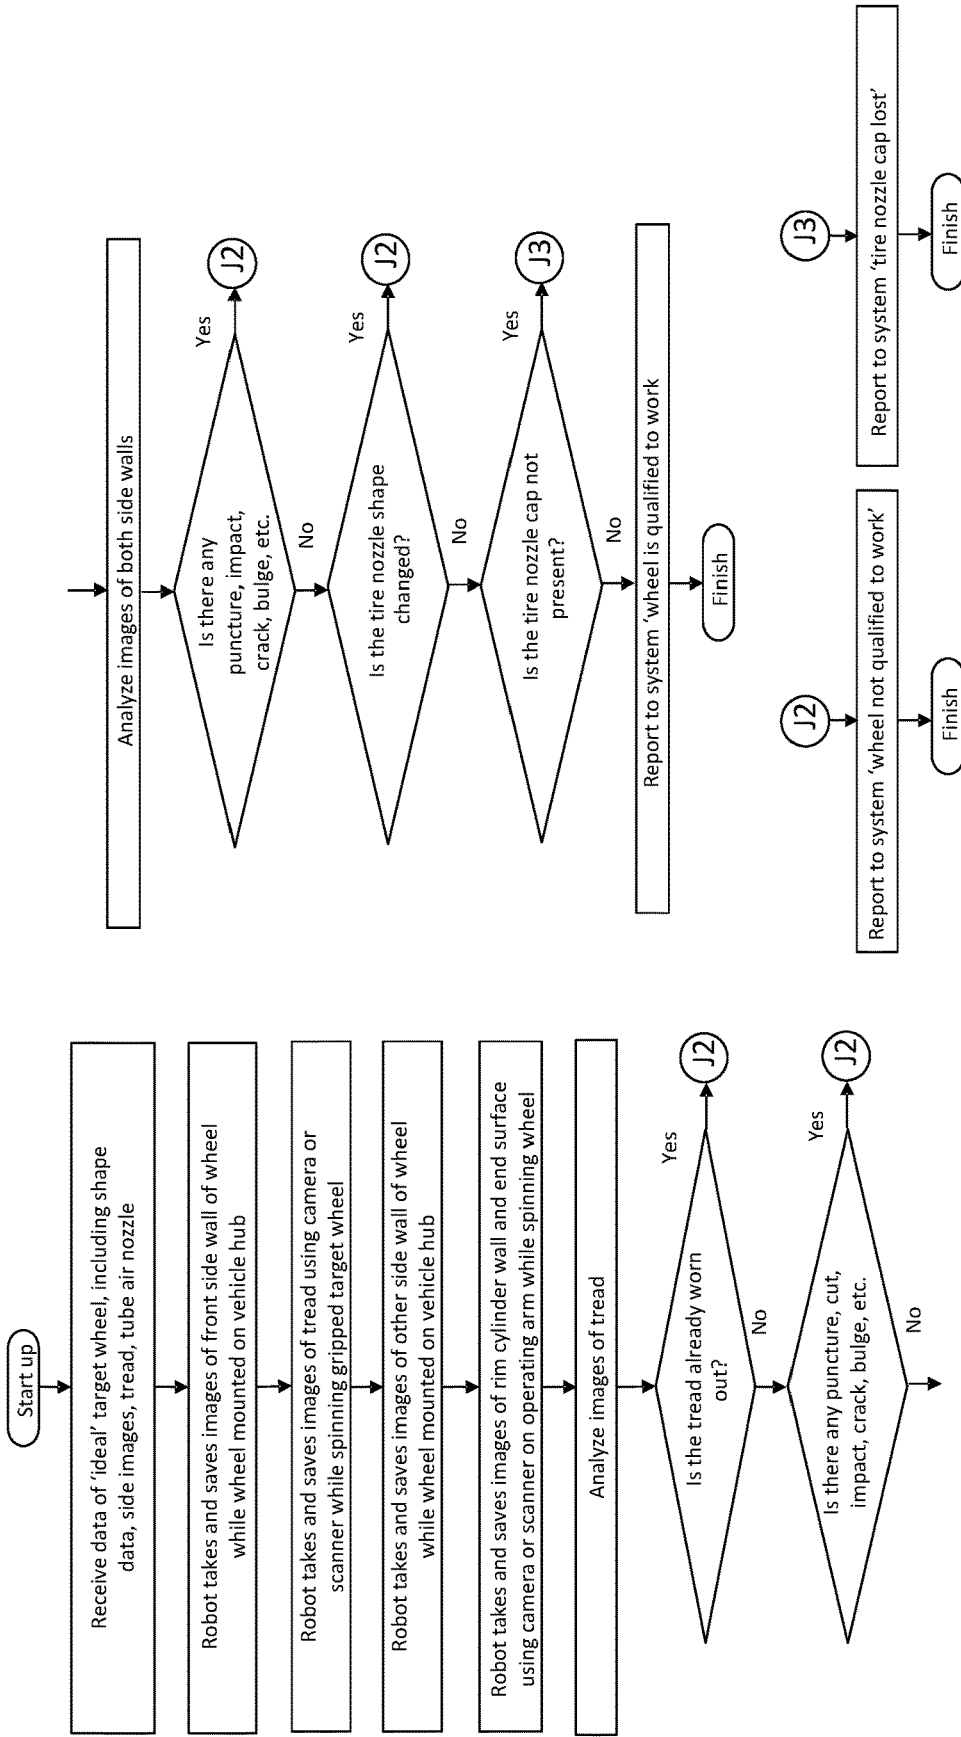 Start up
Receive data of ‘ideal’ target wheel, including shape
data, side images, tread, tube air nozzle
Robot takes and saves images of front side wall of wheel
while wheel mounted on vehicle hub
Robot takes and saves images of tread using camera or
scanner while spinning gripped target wheel
Robot takes and saves images of other side wall of wheel
while wheel mounted on vehicle hub
Robot takes and saves images of rim cylinder wall and end surface
using camera or scanner on operating arm while spinning wheel
Analyze images of tread
Is the tread already worn
out?
Yes
J2
No
Is there any puncture, cut,
impact, crack, bulge, etc.
Yes
J2
No
Analyze images of both side walls
Is there any
puncture, impact,
crack, bulge, etc.
Yes
J2
No
Is the tire nozzle shape
changed?
Yes
J2
No
Is the tire nozzle cap not
present?
Yes
J3
No
Report to system ‘wheel is qualified to work
Finish
J2
Report to system ‘wheel not qualified to work’
Finish
J3
Report to system ‘tire nozzle cap lost’
Finish